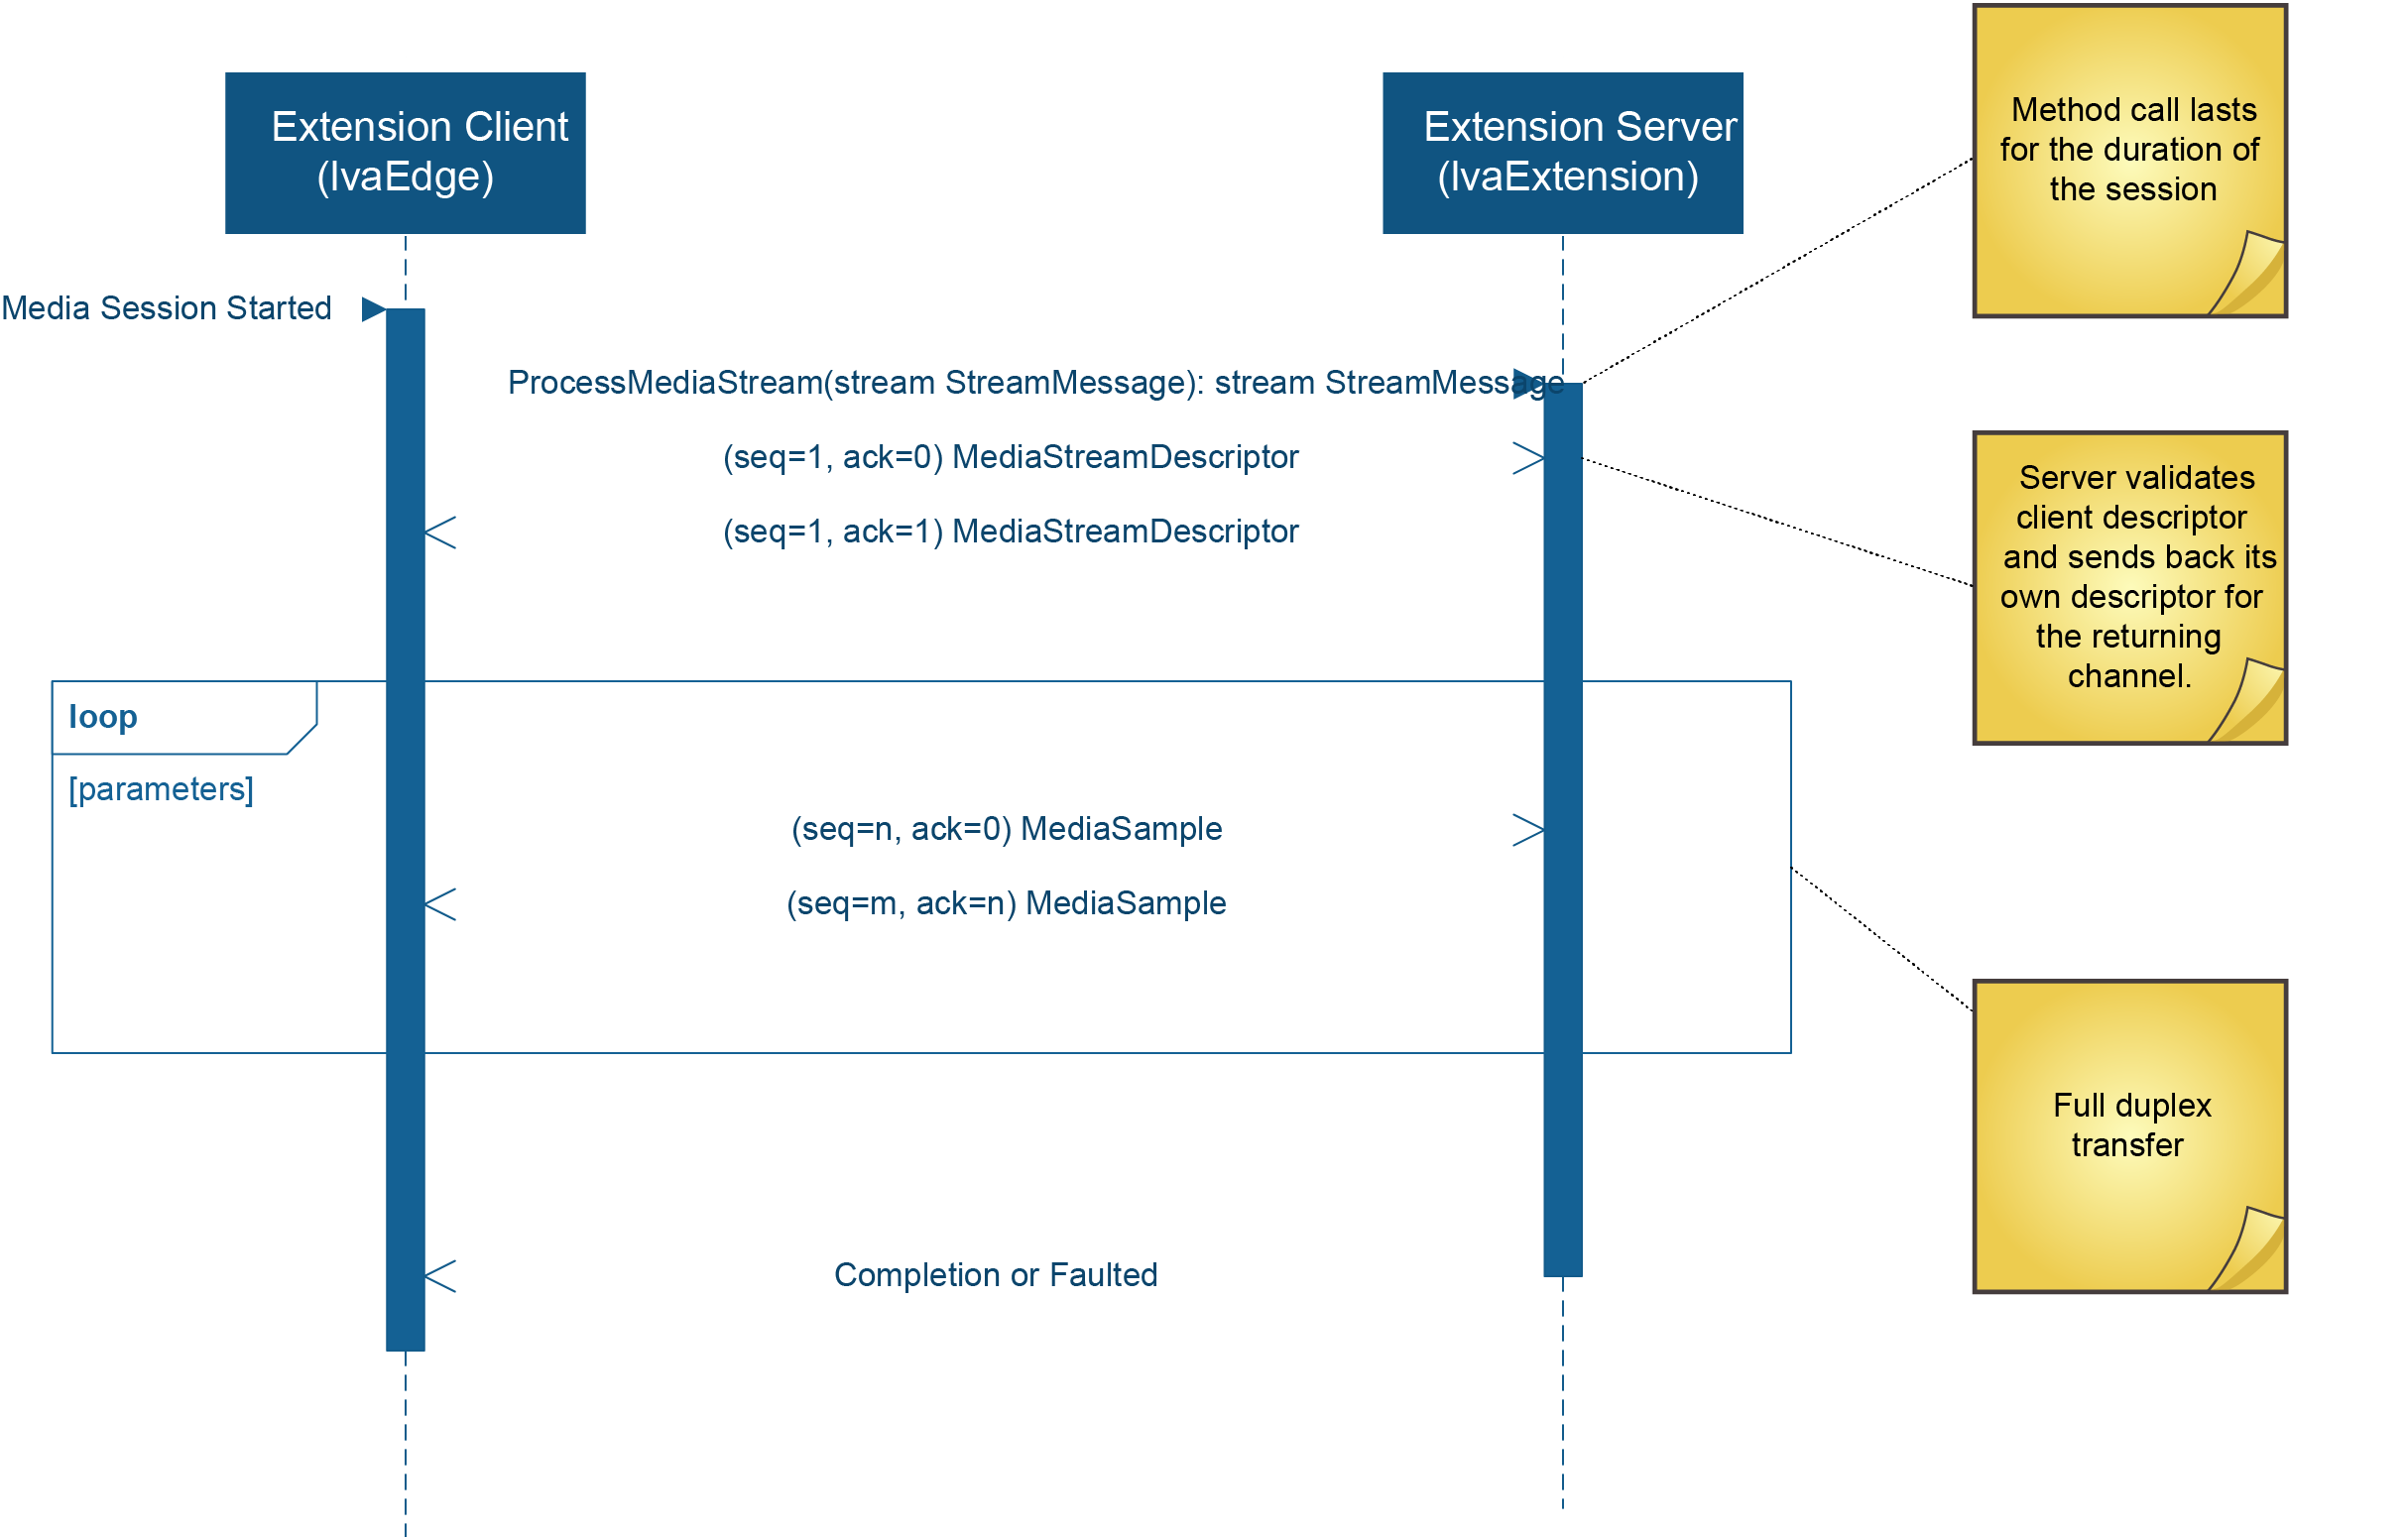 Extension Client
(lvaEdge)
Extension Server
(lvaExtension)
Method call lasts
for the duration of
the session
Media Session Started
ProcessMediaStream(stream StreamMessage): stream StreamMessage
(seq=1, ack=0) MediaStreamDescriptor
(seq=1, ack=1) MediaStreamDescriptor
Server validates
client descriptor
and sends back its
own descriptor for
the returning
channel.
loop
[parameters]
(seq=n, ack=0) MediaSample
(seq=m, ack=n) MediaSample
Full duplex
transfer
Completion or Faulted